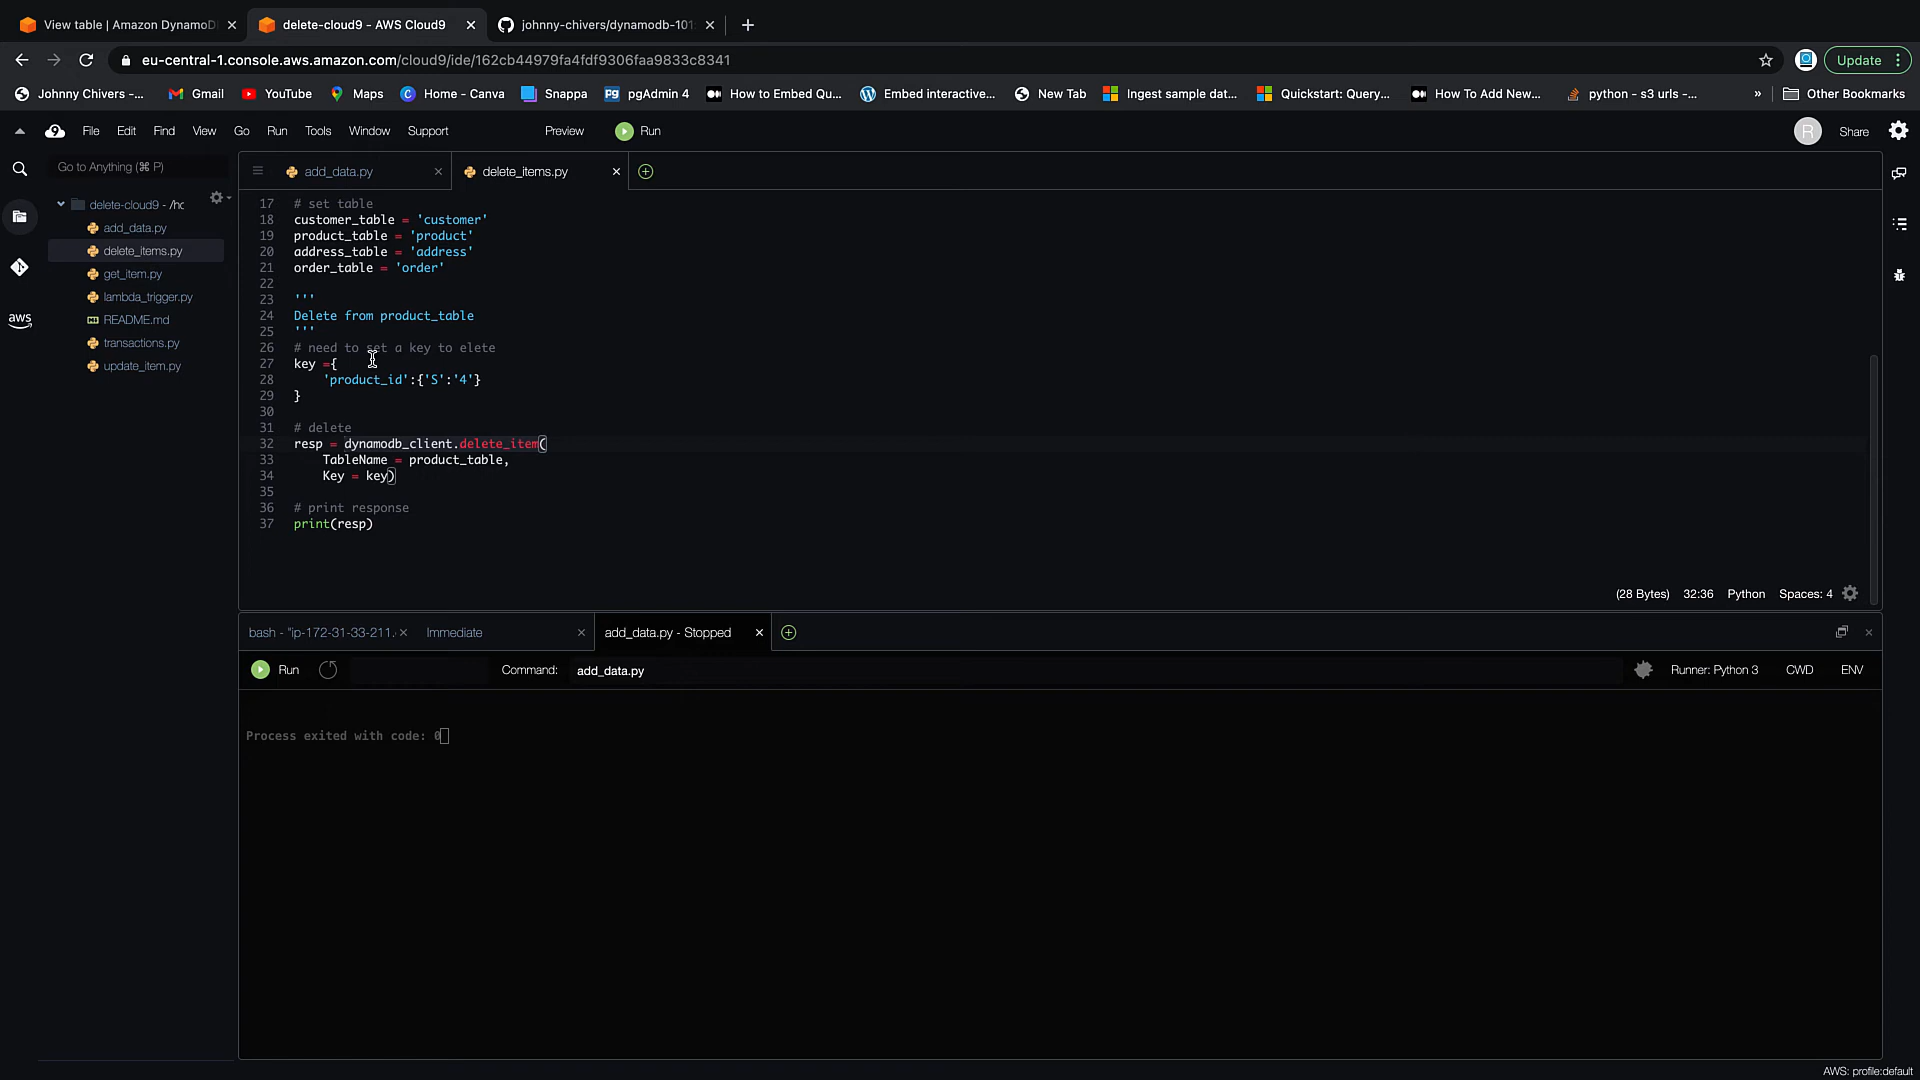 View table | Amazon DynamoD
delete-cloud9 - AWS Cloud9
johnny-chivers/dynamodb-101
eu-central-1.console.aws.amazon.com/cloud9/ide/162cb44979fa4fdf9306faa9833c8341
Update
Johnny Chivers -...
Gmail
YouTube
Maps
Home - Canva
Snappa
pgAdmin 4
How to Embed Qu...
Embed interactive...
New Tab
Ingest sample dat...
Quickstart: Query...
How To Add New...
python - s3 urls -...
»
Other Bookmarks
9
File
Edit
Find
View
Go
Run
Tools
Window
Support
Preview
Run
R
Share
Go to Anything (⌘ P)
add_data.py
delete_items.py
delete-cloud9 - /hc
add_data.py
delete_items.py
get_item.py
lambda_trigger.py
README.md
transactions.py
update_item.py
aws
17 # set table
18 customer_table = 'customer'
19 product_table = 'product'
20 address_table = 'address'
21 order_table = 'order'
22
23 '''
24 Delete from product_table
25 '''
26 # need to set a key to elete
27 key ={
28     'product_id':{'S':'4'}
29 }
30
31 # delete
32 resp = dynamodb_client.delete_item(
33     TableName = product_table,
34     Key = key)
35
36 # print response
37 print(resp)
(28 Bytes)
32:36
Python
Spaces: 4
bash - "ip-172-31-33-211.
Immediate
add_data.py - Stopped
Run
Command:
add_data.py
Runner: Python 3
CWD
ENV
Process exited with code: 0
AWS: profile:default